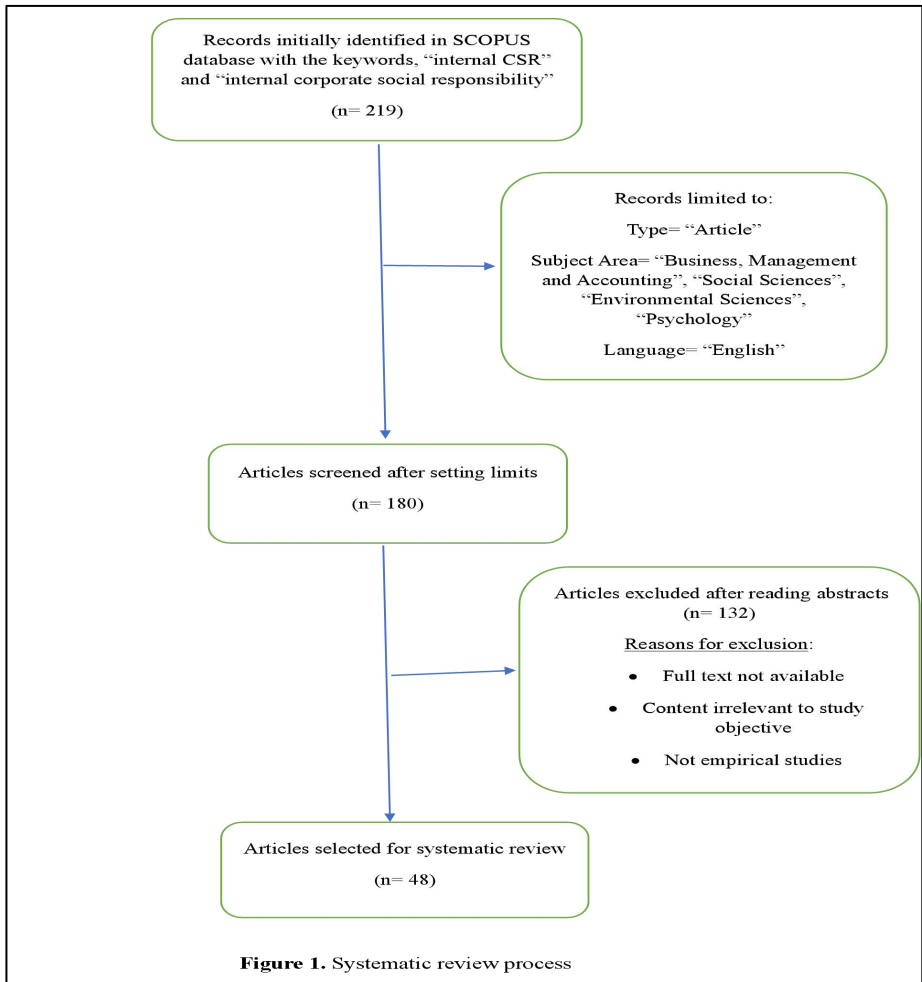 Records initially identified in SCOPUS
database with the keywords, “internal CSR”
and “internal corporate social responsibility”
(n= 219)
Records limited to:
Type= “Article”
Subject Area= “Business, Management
and Accounting”, “Social Sciences”,
“Environmental Sciences”,
“Psychology”
Language= “English”
Articles screened after setting limits
(n= 180)
Articles excluded after reading abstracts
(n= 132)
Reasons for exclusion:
• Full text not available
• Content irrelevant to study
objective
• Not empirical studies
Articles selected for systematic review
(n= 48)
Figure 1. Systematic review process